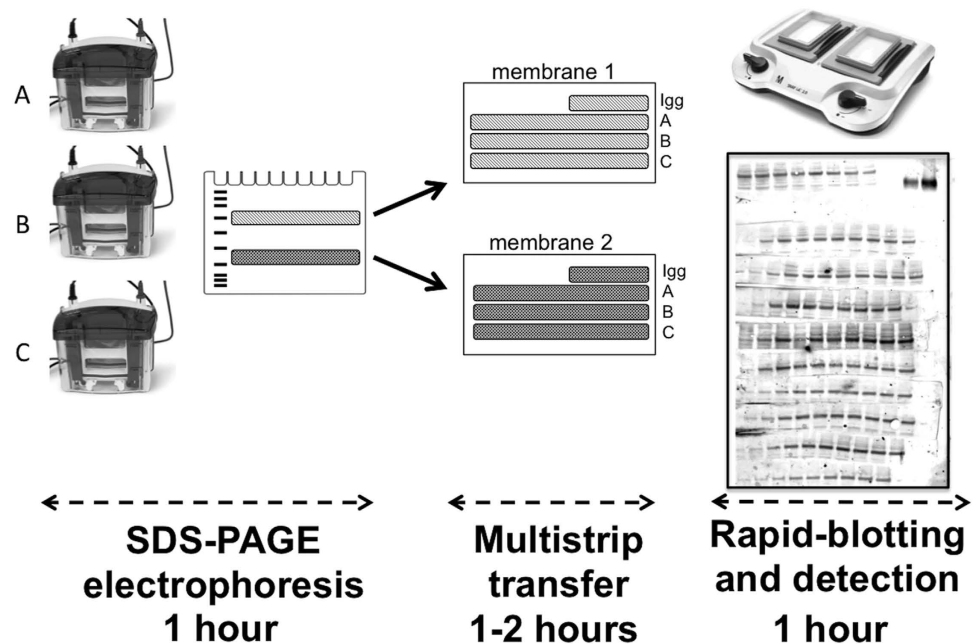 A
B
C
membrane 1
Igg
A
B
C
membrane 2
Igg
A
B
C
SDS-PAGE
electrophoresis
1 hour
Multistrip
transfer
1-2 hours
Rapid-blotting
and detection
1 hour